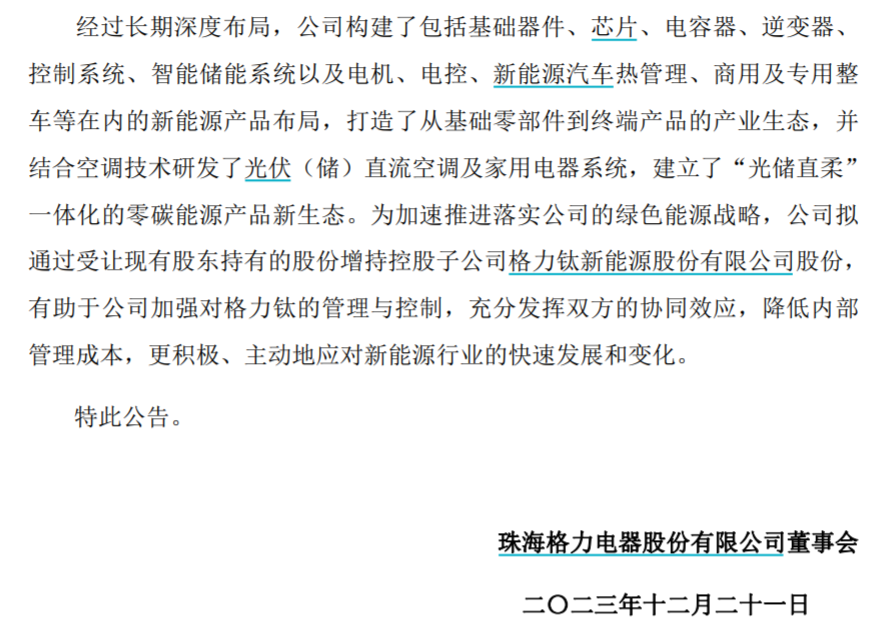 经过长期深度布局，公司构建了包括基础器件、芯片、电容器、逆变器、
控制系统、智能储能系统以及电机、电控、新能源汽车热管理、商用及专用整
车等在内的新能源产品布局，打造了从基础零部件到终端产品的产业生态，并
结合空调技术研发了光伏（储）直流空调及家用电器系统，建立了“光储直柔”
一体化的零碳能源产品新生态。为加速推进落实公司的绿色能源战略，公司拟
通过受让现有股东持有的股份增持控股子公司格力钛新能源股份有限公司股份，
有助于公司加强对格力钛的管理与控制，充分发挥双方的协同效应，降低内部
管理成本，更积极、主动地应对新能源行业的快速发展和变化。
特此公告。
珠海格力电器股份有限公司董事会
二〇二三年十二月二十一日